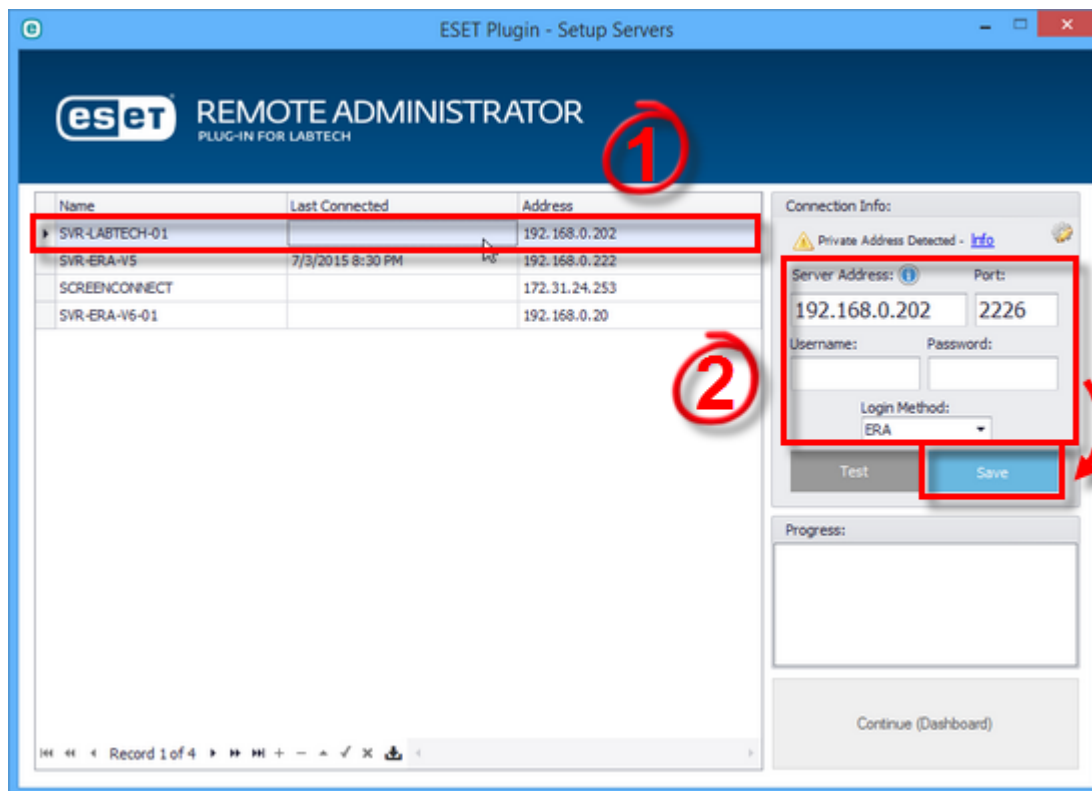 e
ESET Plugin - Setup Servers
eseT REMOTE ADMINISTRATOR
PLUG-IN FOR LABTECH
1
Name Last Connected Address
SVR-LABTECH-01 192.168.0.202
SVR-ERA-V5 7/3/2015 8:30 PM 192.168.0.222
SCREENCONNECT 172.31.24.253
SVR-ERA-V6-01 192.168.0.20
Record 1 of 4
2
Connection Info:
Private Address Detected - Info
Server Address: Port:
192.168.0.202 2226
Username: Password:
Login Method:
ERA
Test Save
Progress:
Continue (Dashboard)